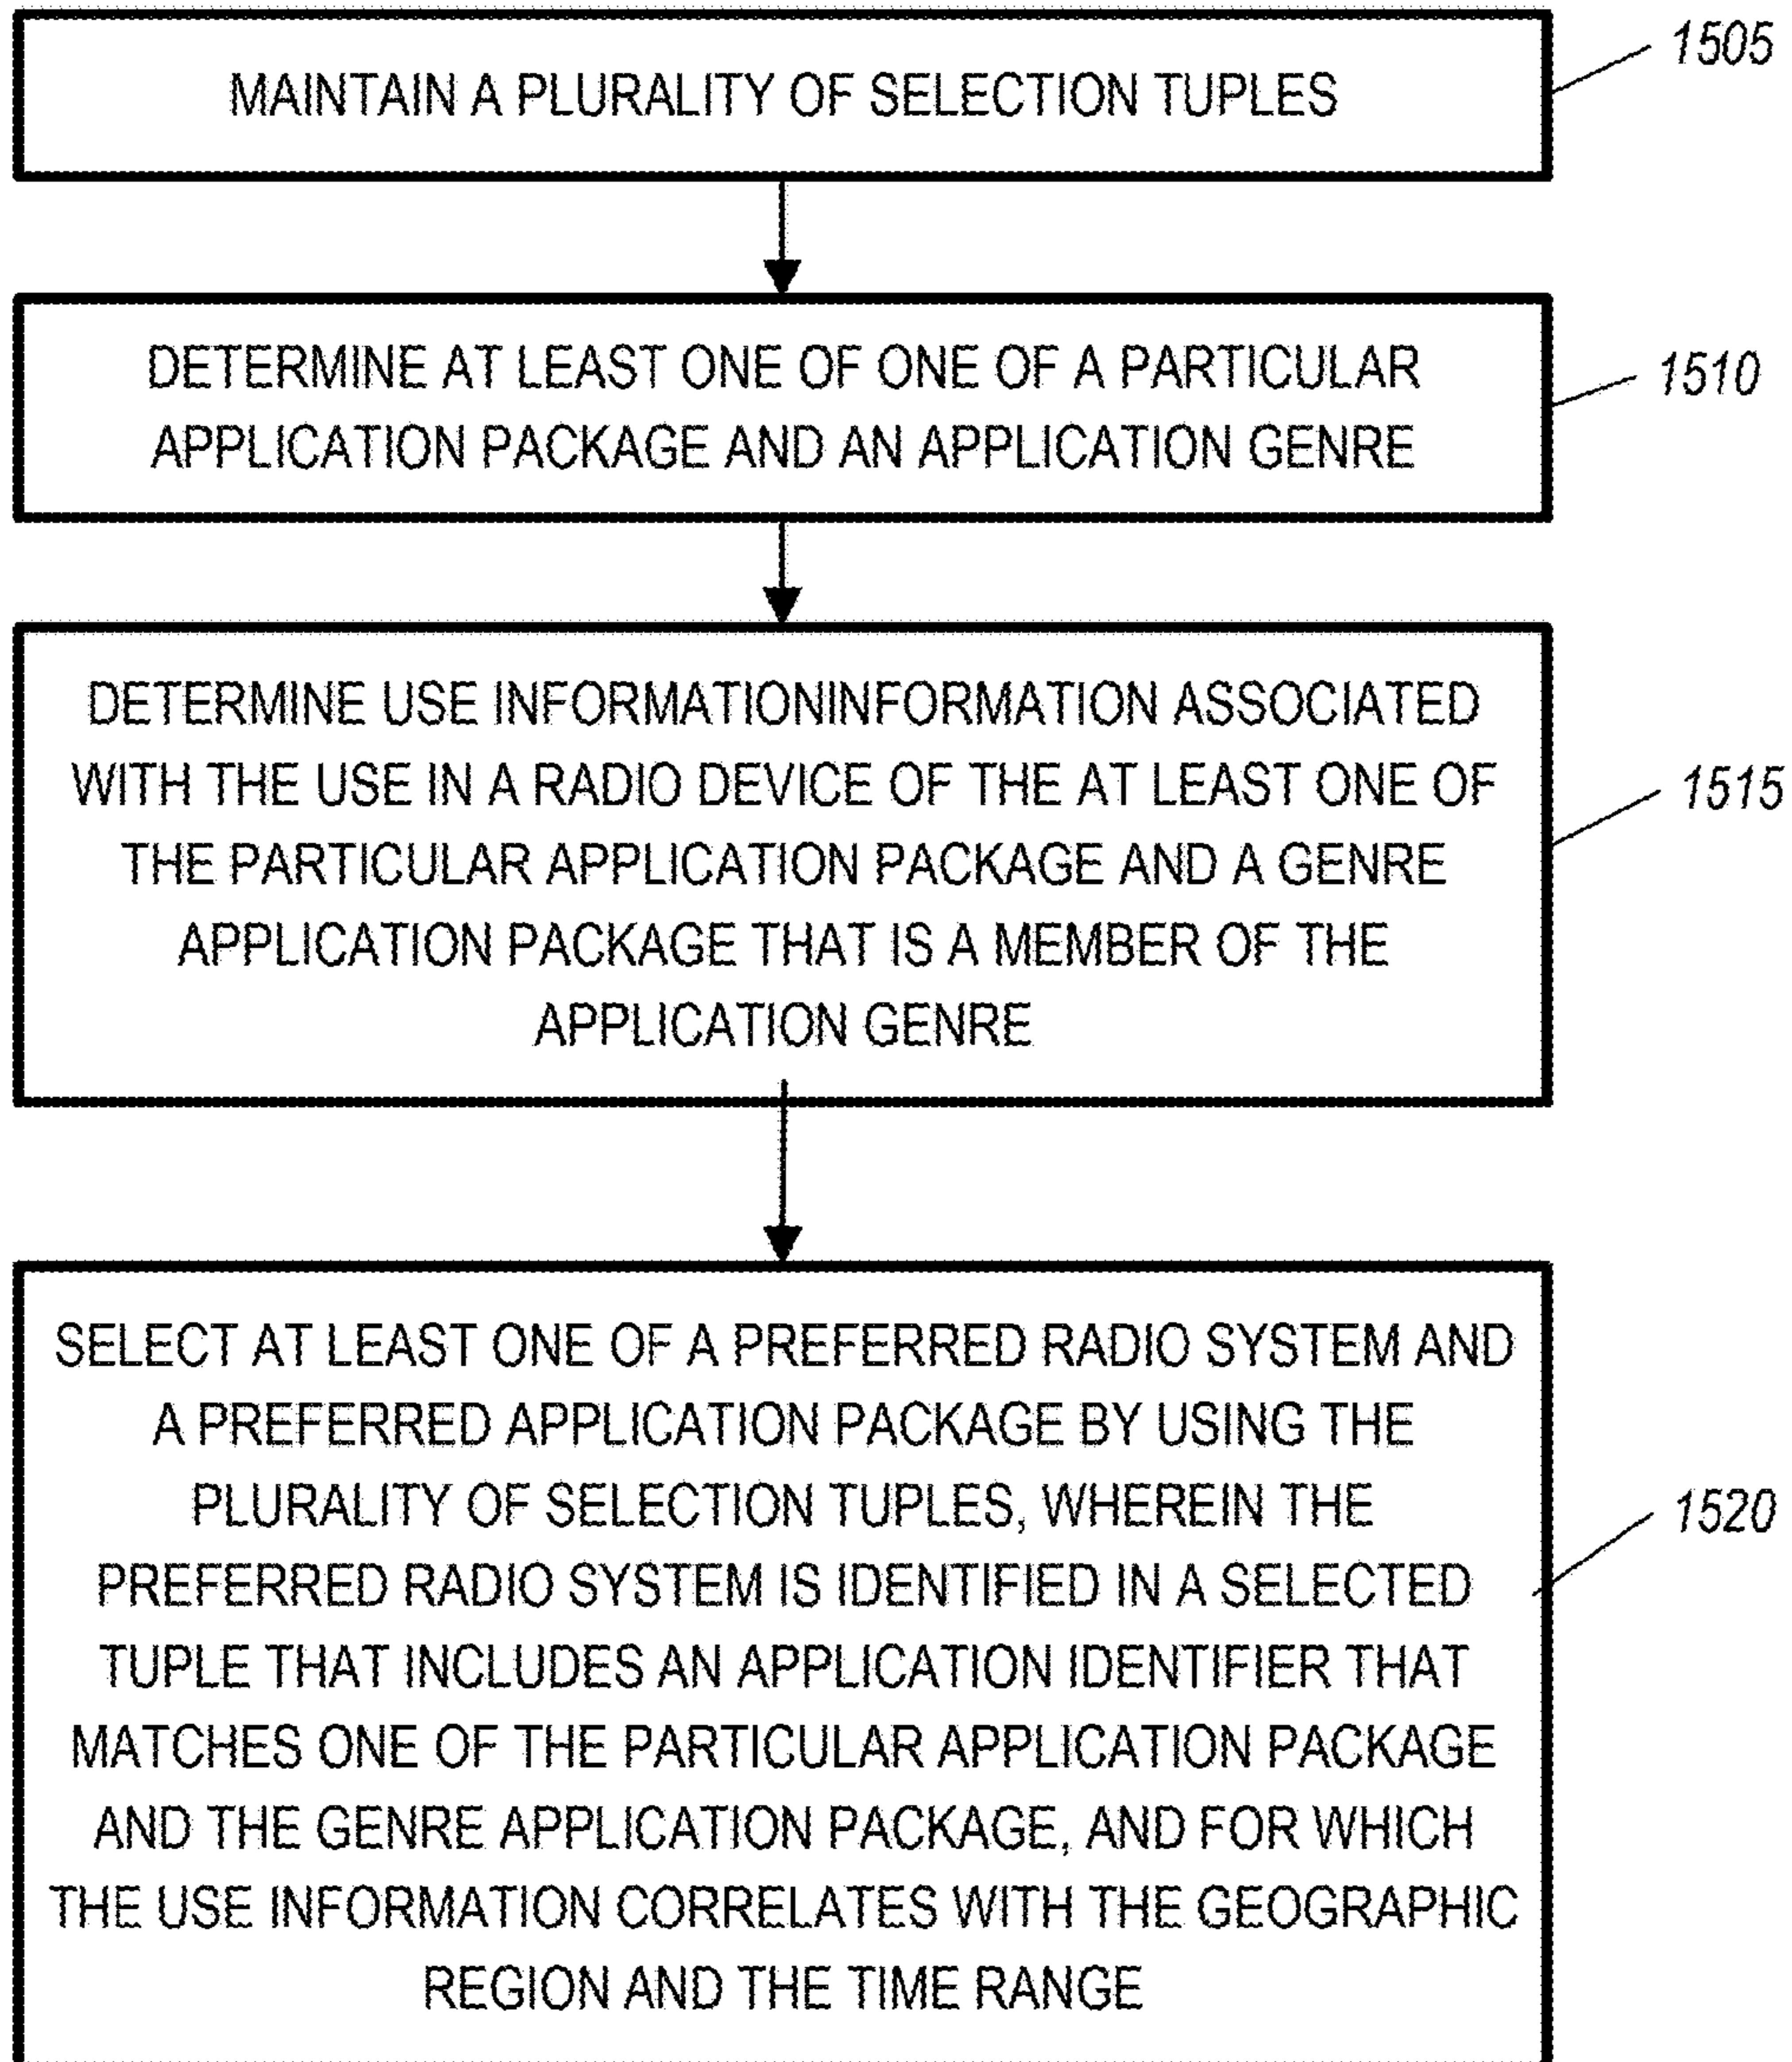 MAINTAIN A PLURALITY OF SELECTION TUPLES
1505
DETERMINE AT LEAST ONE OF ONE OF A PARTICULAR
APPLICATION PACKAGE AND AN APPLICATION GENRE
1510
DETERMINE USE INFORMATIONINFORMATION ASSOCIATED
WITH THE USE IN A RADIO DEVICE OF THE AT LEAST ONE OF
THE PARTICULAR APPLICATION PACKAGE AND A GENRE
APPLICATION PACKAGE THAT IS A MEMBER OF THE
APPLICATION GENRE
1515
SELECT AT LEAST ONE OF A PREFERRED RADIO SYSTEM AND
A PREFERRED APPLICATION PACKAGE BY USING THE
PLURALITY OF SELECTION TUPLES, WHEREIN THE
PREFERRED RADIO SYSTEM IS IDENTIFIED IN A SELECTED
TUPLE THAT INCLUDES AN APPLICATION IDENTIFIER THAT
MATCHES ONE OF THE PARTICULAR APPLICATION PACKAGE
AND THE GENRE APPLICATION PACKAGE, AND FOR WHICH
THE USE INFORMATION CORRELATES WITH THE GEOGRAPHIC
REGION AND THE TIME RANGE
1520